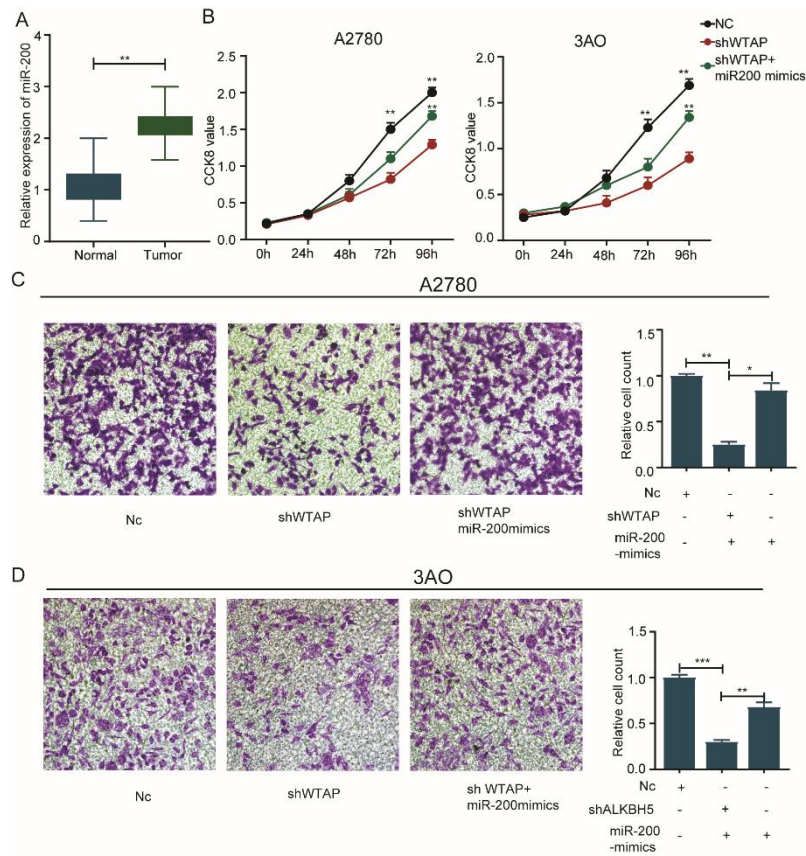 A
Relative expression of miR-200
4
3
2
1
0
**
Normal
Tumor
B
A2780
CCK8 value
2.5
2.0
1.5
1.0
0.5
0.0
**
**
**
0h
24h
48h
72h
96h
3AO
CCK8 value
2.0
1.5
1.0
0.5
0.0
**
**
**
0h
24h
48h
72h
96h
NC
shWTAP
shWTAP+
miR200 mimics
C
A2780
Nc
shWTAP
shWTAP
miR-200mimics
Relative cell count
1.5
1.0
0.5
0.0
**
*
Nc + - -
shWTAP - + -
miR-200 - + +
-mimics
D
3AO
Nc
shWTAP
sh WTAP+
miR-200mimics
Relative cell count
1.5
1.0
0.5
0.0
***
**
Nc + - -
shALKBH5 - + -
miR-200 - + +
-mimics